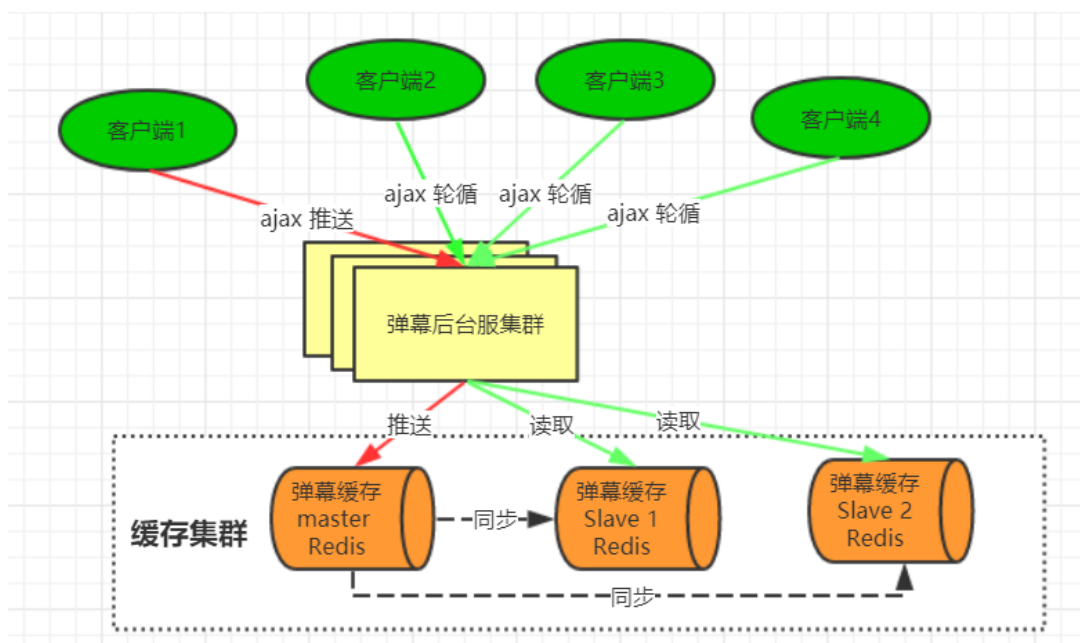 客户端1
客户端2
客户端3
客户端4
ajax 推送
ajax 轮循
ajax 轮循
ajax 轮循
弹幕后台服集群
推送
读取
读取
缓存集群
弹幕缓存
master
Redis
同步
弹幕缓存
Slave 1
Redis
弹幕缓存
Slave 2
Redis
同步